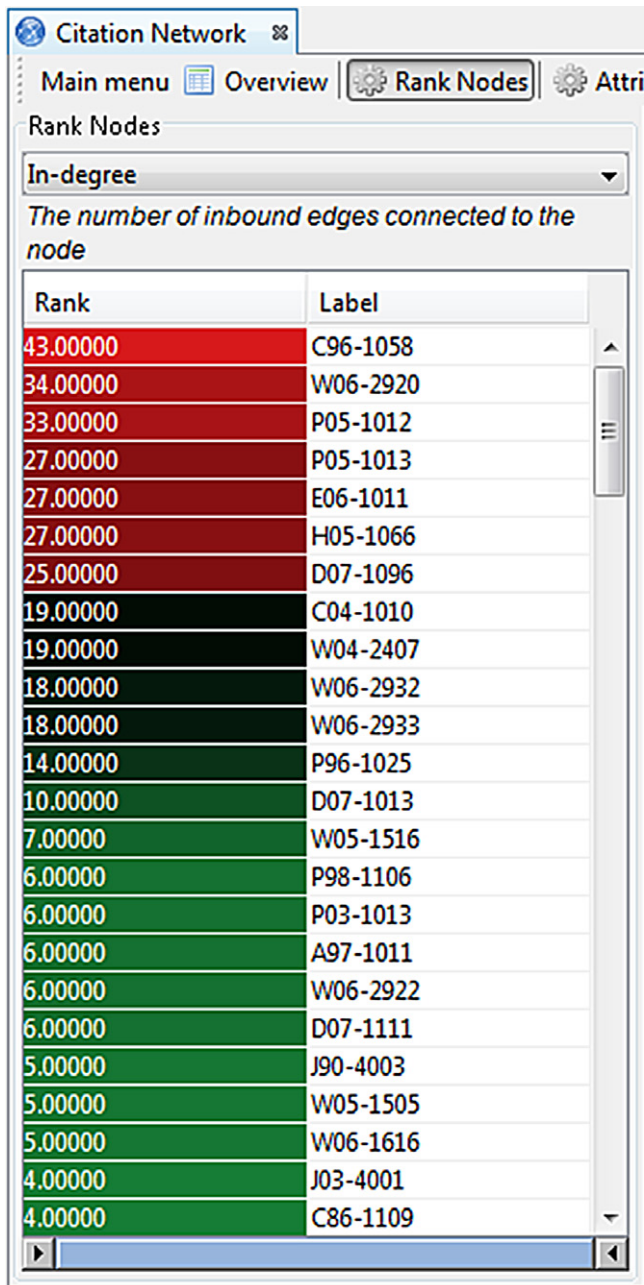 Citation Network
Main menu Overview Rank Nodes Attri
Rank Nodes
In-degree
The number of inbound edges connected to the
node
Rank Label
43.00000 C96-1058
34.00000 W06-2920
33.00000 P05-1012
27.00000 P05-1013
27.00000 E06-1011
27.00000 H05-1066
25.00000 D07-1096
19.00000 C04-1010
19.00000 W04-2407
18.00000 W06-2932
18.00000 W06-2933
14.00000 P96-1025
10.00000 D07-1013
7.00000 W05-1516
6.00000 P98-1106
6.00000 P03-1013
6.00000 A97-1011
6.00000 W06-2922
6.00000 D07-1111
5.00000 J90-4003
5.00000 W05-1505
5.00000 W06-1616
4.00000 J03-4001
4.00000 C86-1109